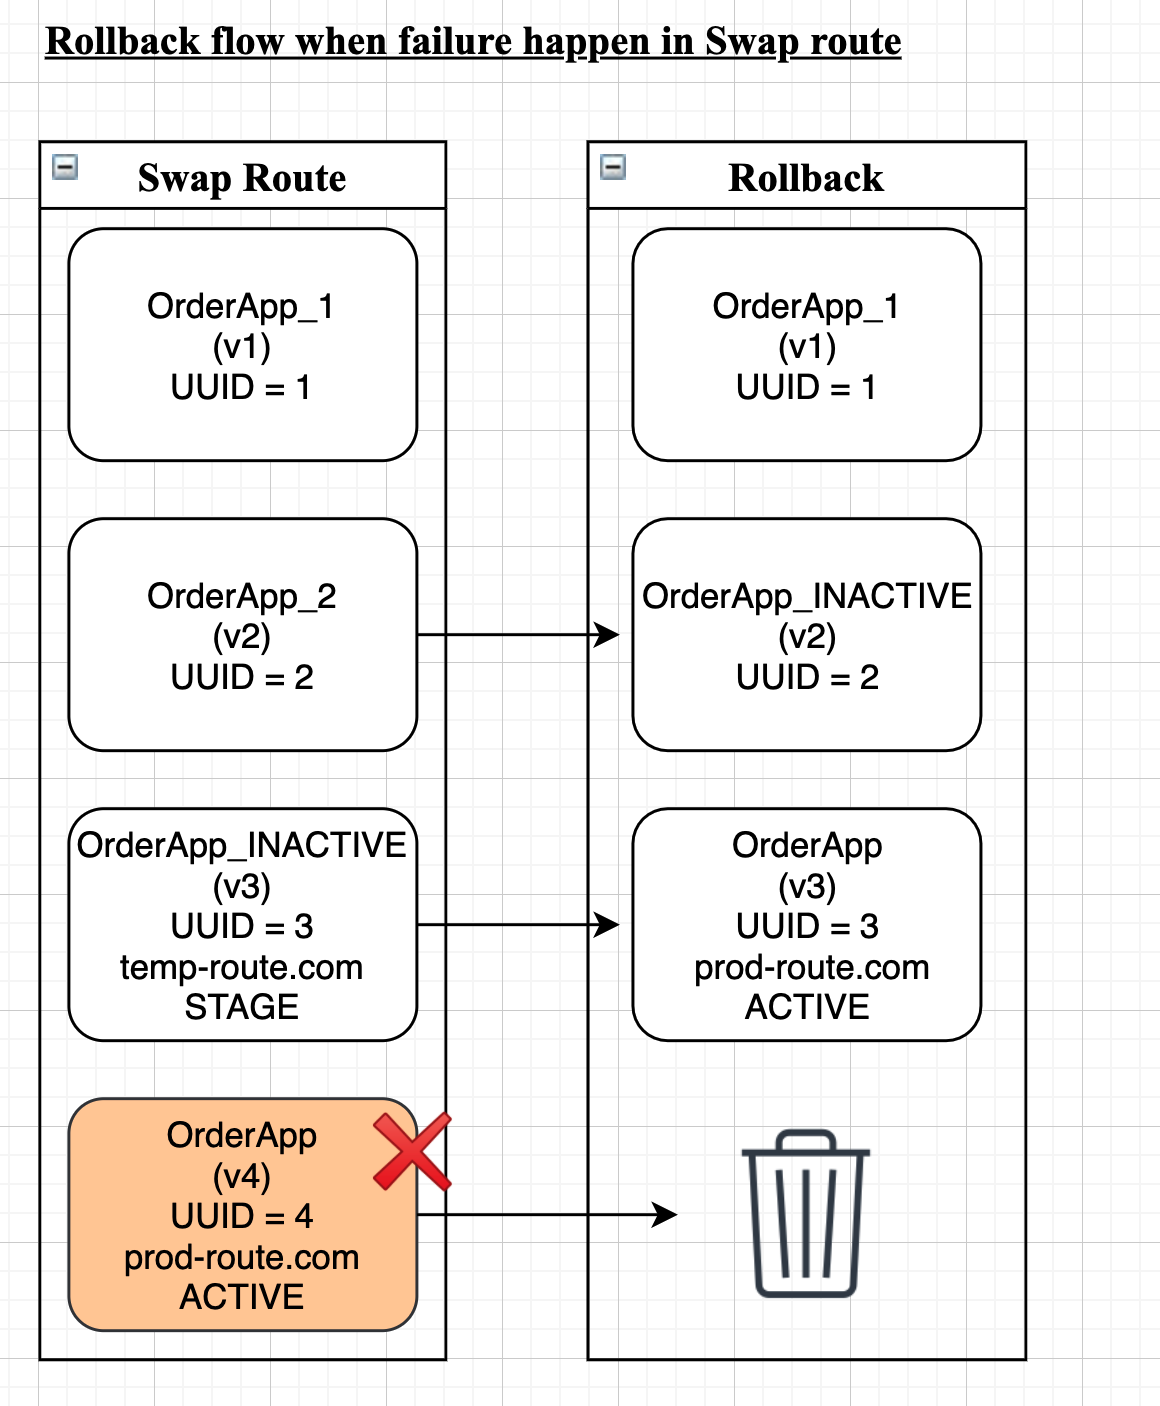 Rollback flow when failure happen in Swap route
Swap Route
OrderApp_1
(v1)
UUID = 1
OrderApp_2
(v2)
UUID = 2
OrderApp_INACTIVE
(v3)
UUID = 3
temp-route.com
STAGE
OrderApp
(v4)
UUID = 4
prod-route.com
ACTIVE
Rollback
OrderApp_1
(v1)
UUID = 1
OrderApp_INACTIVE
(v2)
UUID = 2
OrderApp
(v3)
UUID = 3
prod-route.com
ACTIVE